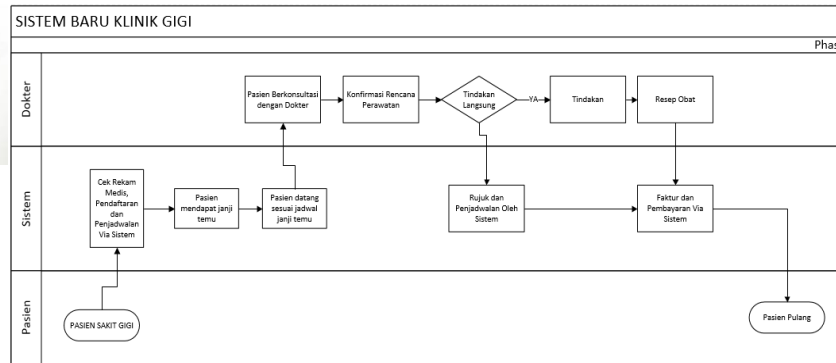 SISTEM BARU KLINIK GIGI
Phas
Dokter
Pasien Berkonsultasi
dengan Dokter
Konfirmasi Rencana
Perawatan
Tindakan
Langsung
YA
Tindakan
Resep Obat
Sistem
Cek Rekam
Medis,
Pendaftaran
dan
Penjadwalan
Via Sistem
Pasien
mendapat janji
temu
Pasien datang
sesuai jadwal
janji temu
Rujuk dan
Penjadwalan Oleh
Sistem
Faktur dan
Pembayaran Via
Sistem
Pasien
PASIEN SAKIT GIGI
Pasien Pulang